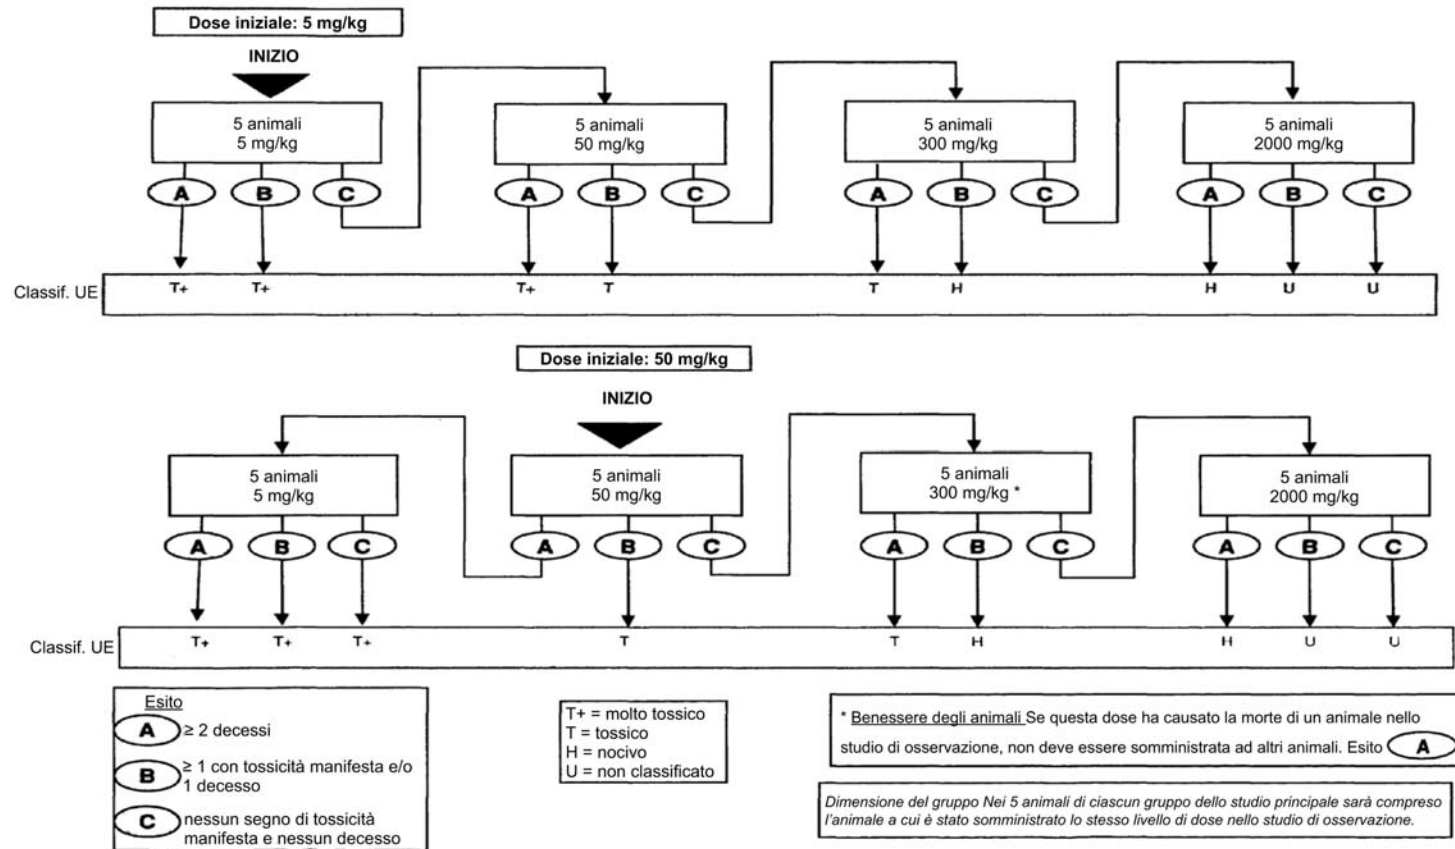 Dose iniziale: 5 mg/kg
INIZIO
5 animali
5 mg/kg
5 animali
50 mg/kg
5 animali
300 mg/kg
5 animali
2000 mg/kg
A B C A B C A B C A B C
Classif. UE T+ T+ T+ T T H H U U
Dose iniziale: 50 mg/kg
INIZIO
5 animali
5 mg/kg
5 animali
50 mg/kg
5 animali
300 mg/kg *
5 animali
2000 mg/kg
A B C A B C A B C A B C
Classif. UE T+ T+ T+ T T H H U U
Esito
A ≥ 2 decessi
B ≥ 1 con tossicità manifesta e/o
1 decesso
C nessun segno di tossicità
manifesta e nessun decesso
T+ = molto tossico
T = tossico
H = nocivo
U = non classificato
* Benessere degli animali Se questa dose ha causato la morte di un animale nello
studio di osservazione, non deve essere somministrata ad altri animali. Esito A
Dimensione del gruppo Nei 5 animali di ciascun gruppo dello studio principale sarà compreso
l'animale a cui è stato somministrato lo stesso livello di dose nello studio di osservazione.